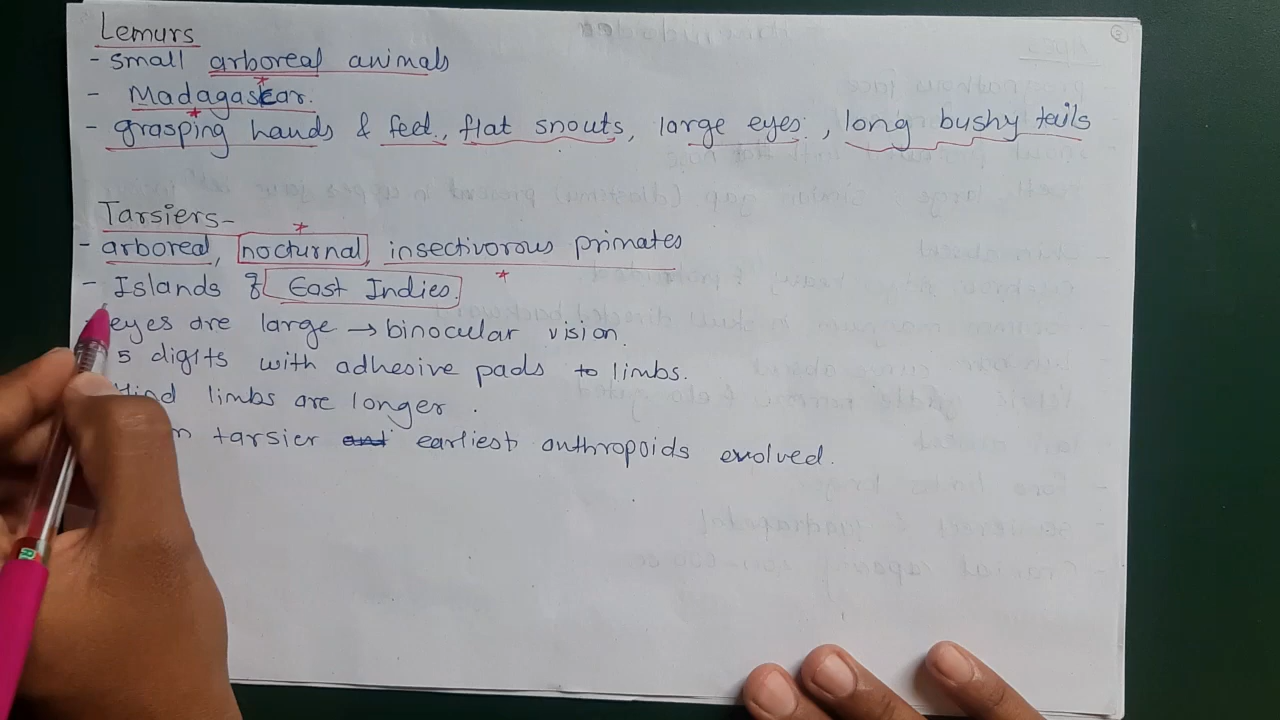 Lemurs
- small arboreal animals
- Madagascar.
- grasping hands & feet, flat snouts, large eyes, long bushy tails
Tarsiers-
- arboreal, nocturnal, insectivorous primates
- Islands of East Indies.
eyes are large → binocular vision.
5 digits with adhesive pads to limbs.
Hind limbs are longer.
tarsier earliest anthropoids evolved.